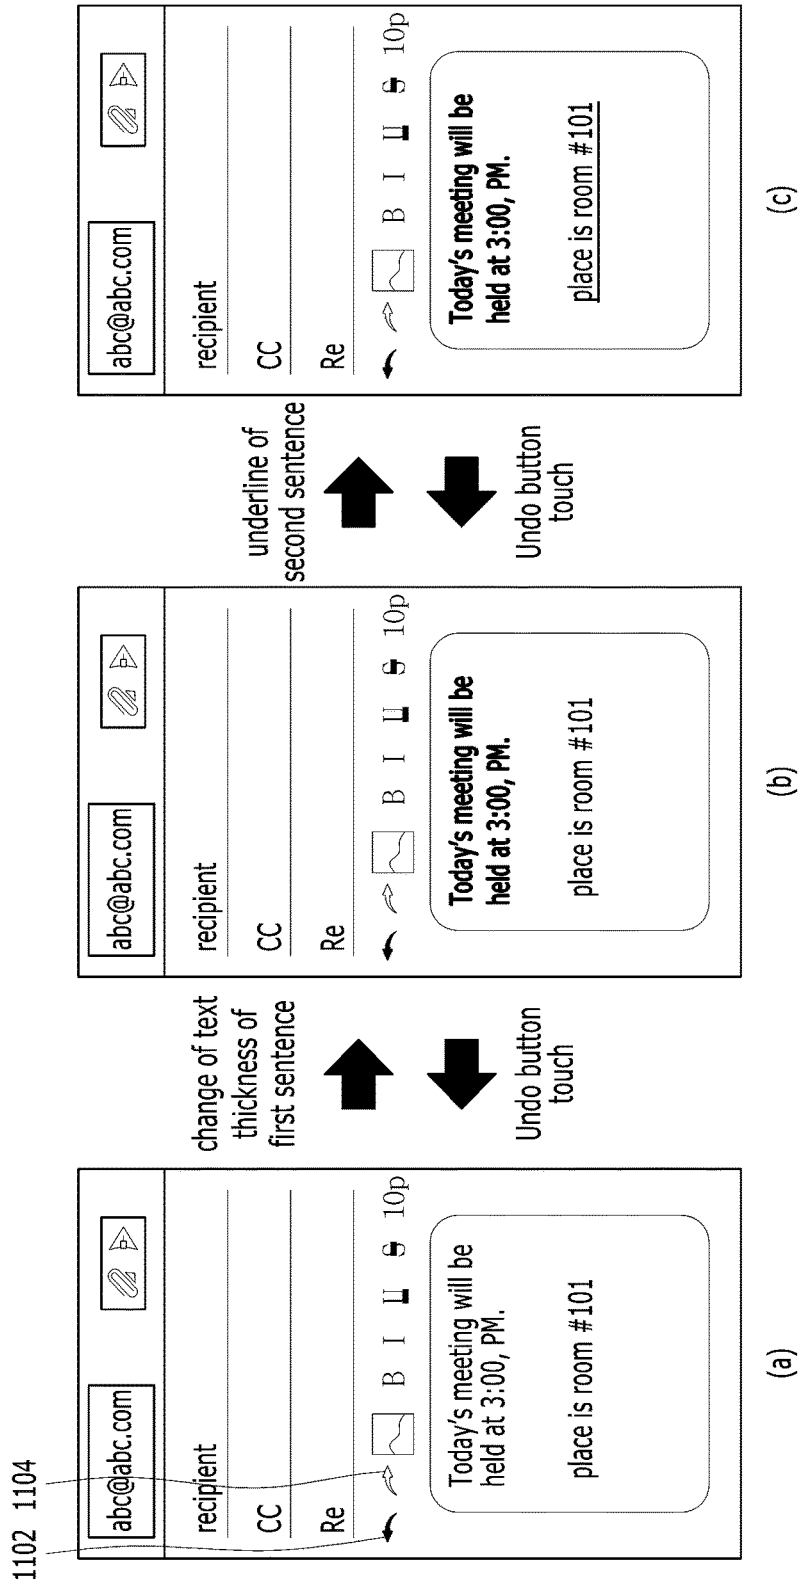 1102 1104
abc@abc.com
recipient
CC
Re
B I U S 10p
Today's meeting will be
held at 3:00, PM.
place is room #101
(a)
change of text
thickness of
first sentence
Undo button
touch
abc@abc.com
recipient
CC
Re
B I U S 10p
Today's meeting will be
held at 3:00, PM.
place is room #101
(b)
underline of
second sentence
Undo button
touch
abc@abc.com
recipient
CC
Re
B I U S 10p
Today's meeting will be
held at 3:00, PM.
place is room #101
(c)